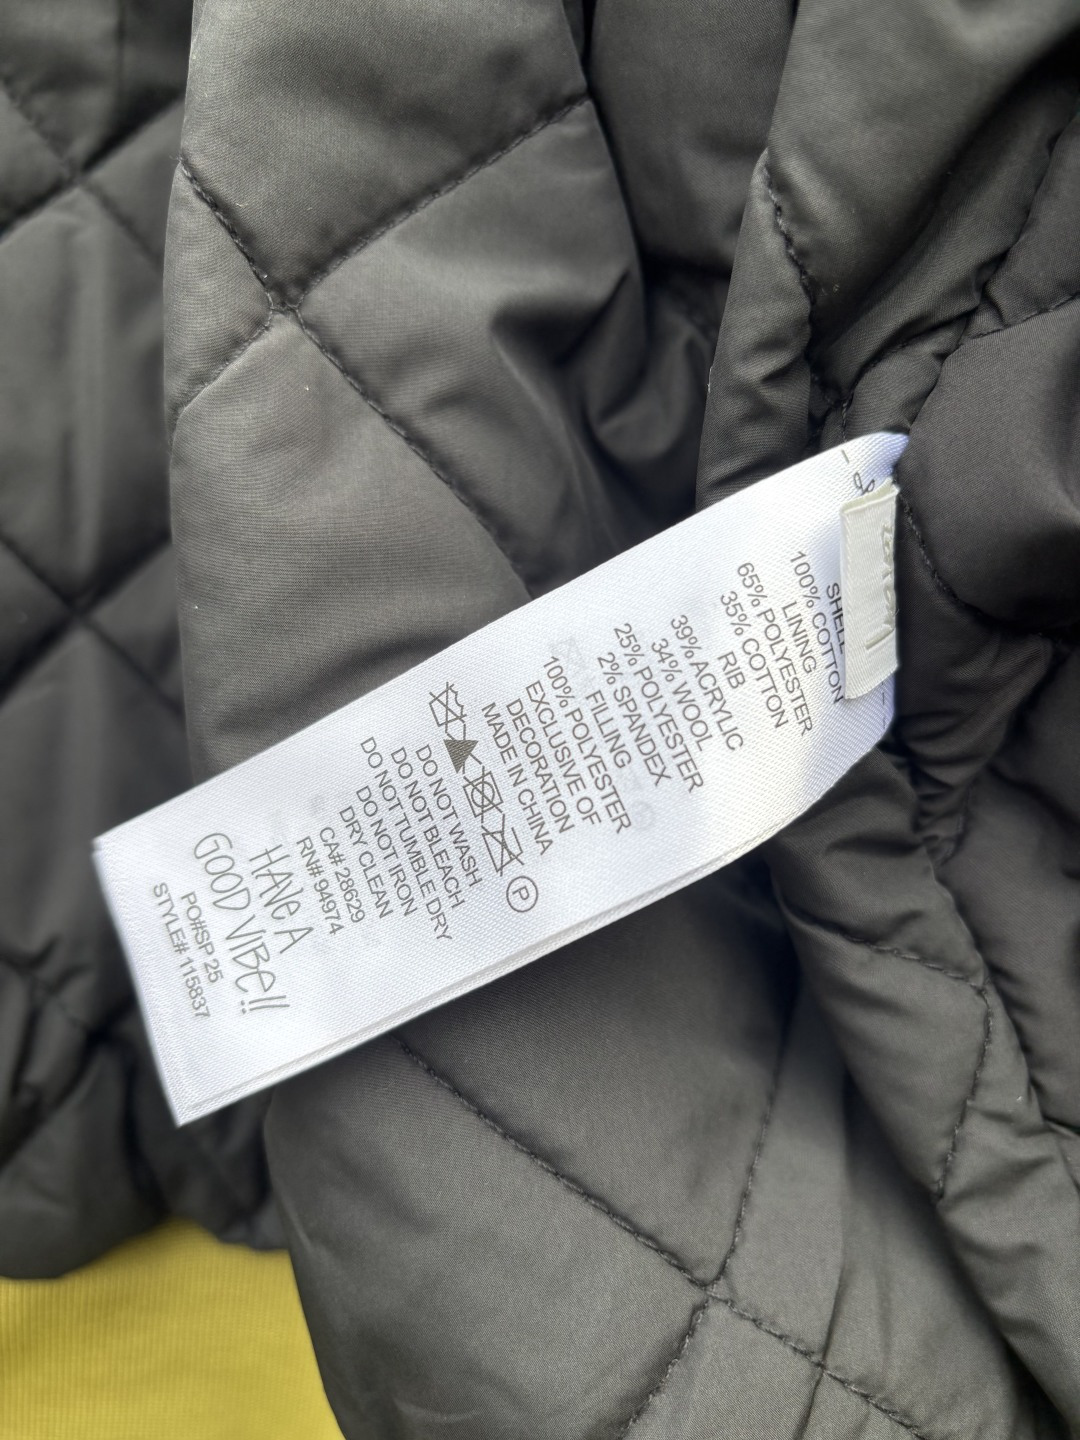 SHELL
100% COTTON
LINING
65% POLYESTER
35% COTTON
RIB
39% ACRYLIC
34% WOOL
25% POLYESTER
2% SPANDEX
FILLING
100% POLYESTER
EXCLUSIVE OF
DECORATION
MADE IN CHINA
P
DO NOT WASH
DO NOT BLEACH
DO NOT TUMBLE DRY
DO NOT IRON
DRY CLEAN
CA# 28629
RN# 94974
HAVE A
GOOD VIBE!!
PO#SP 25
STYLE# 115837